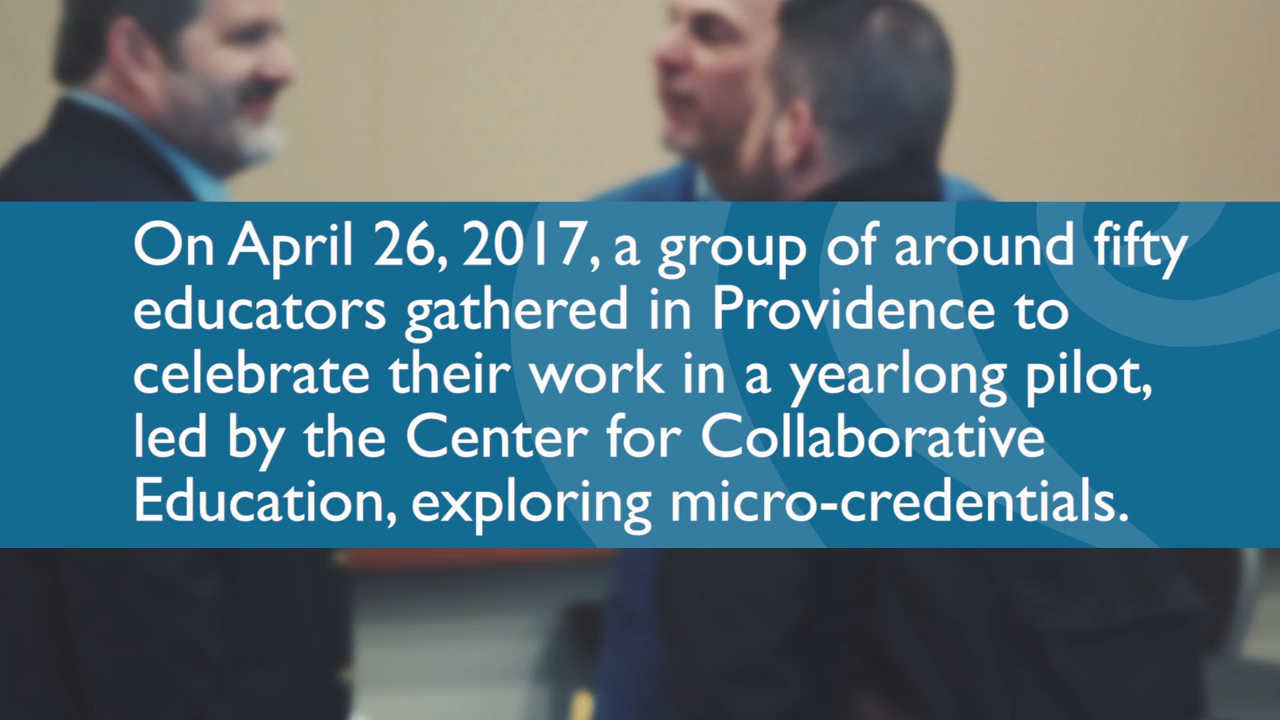 On April 26, 2017, a group of around fifty
educators gathered in Providence to
celebrate their work in a yearlong pilot,
led by the Center for Collaborative
Education, exploring micro-credentials.